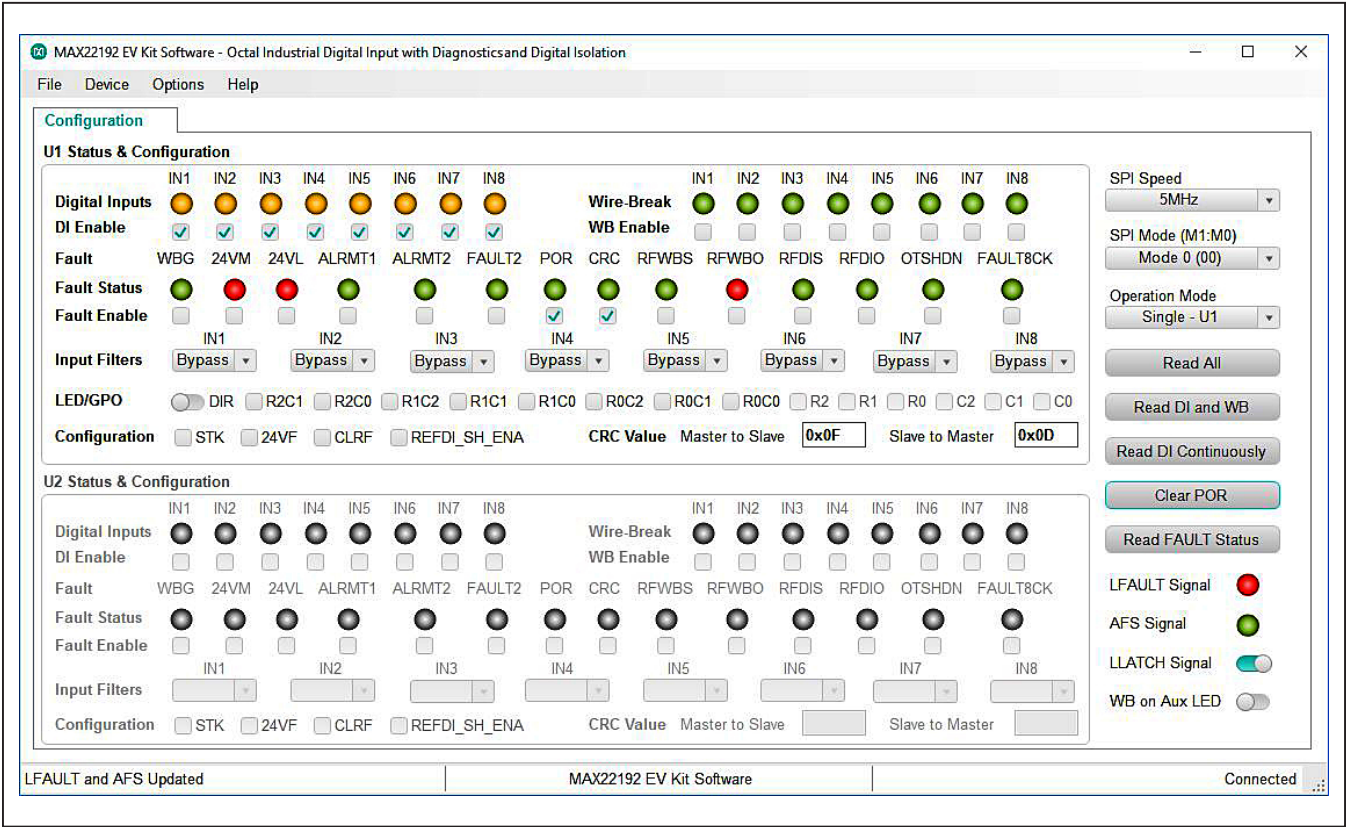 MAX22192 EV Kit Software - Octal Industrial Digital Input with Diagnosticsand Digital Isolation
File Device Options Help
Configuration
U1 Status & Configuration
IN1 IN2 IN3 IN4 IN5 IN6 IN7 IN8 IN1 IN2 IN3 IN4 IN5 IN6 IN7 IN8
Digital Inputs Wire-Break
DI Enable WB Enable
Fault WBG 24VM 24VL ALRMT1 ALRMT2 FAULT2 POR CRC RFWBS RFWBO RFDIS RFDIO OTSHDN FAULT8CK
Fault Status
Fault Enable
IN1 IN2 IN3 IN4 IN5 IN6 IN7 IN8
Input Filters Bypass Bypass Bypass Bypass Bypass Bypass Bypass Bypass
LED/GPO DIR R2C1 R2C0 R1C2 R1C1 R1C0 R0C2 R0C1 R0C0 R2 R1 R0 C2 C1 C0
Configuration STK 24VF CLRF REFDI_SH_ENA CRC Value Master to Slave 0x0F Slave to Master 0x0D
U2 Status & Configuration
IN1 IN2 IN3 IN4 IN5 IN6 IN7 IN8 IN1 IN2 IN3 IN4 IN5 IN6 IN7 IN8
Digital Inputs Wire-Break
DI Enable WB Enable
Fault WBG 24VM 24VL ALRMT1 ALRMT2 FAULT2 POR CRC RFWBS RFWBO RFDIS RFDIO OTSHDN FAULT8CK
Fault Status
Fault Enable
IN1 IN2 IN3 IN4 IN5 IN6 IN7 IN8
Input Filters
Configuration STK 24VF CLRF REFDI_SH_ENA CRC Value Master to Slave Slave to Master
SPI Speed
5MHz
SPI Mode (M1:M0)
Mode 0 (00)
Operation Mode
Single - U1
Read All
Read DI and WB
Read DI Continuously
Clear POR
Read FAULT Status
LFAULT Signal
AFS Signal
LLATCH Signal
WB on Aux LED
LFAULT and AFS Updated MAX22192 EV Kit Software Connected